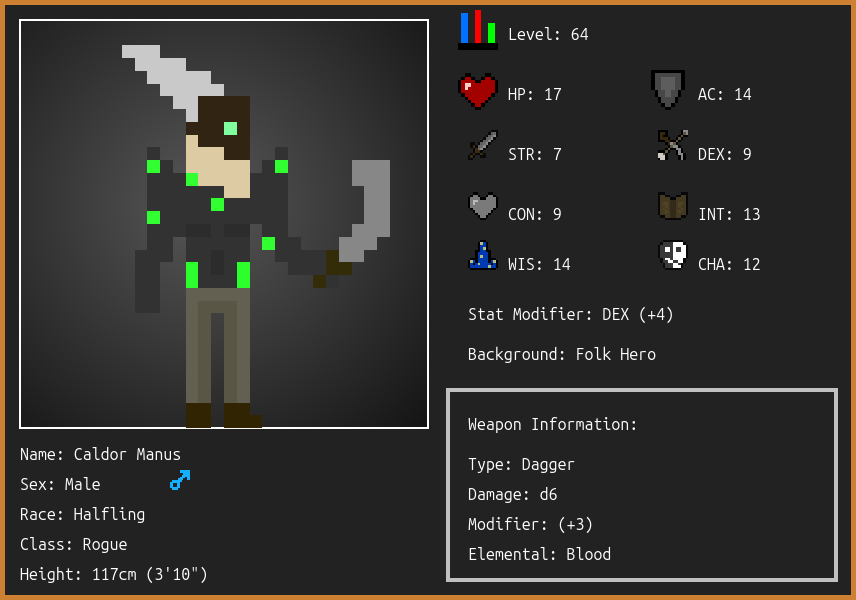 Level: 64
HP: 17
AC: 14
STR: 7
DEX: 9
CON: 9
INT: 13
WIS: 14
CHA: 12
Stat Modifier: DEX (+4)
Background: Folk Hero
Weapon Information:
Type: Dagger
Damage: d6
Modifier: (+3)
Elemental: Blood
Name: Caldor Manus
Sex: Male
Race: Halfling
Class: Rogue
Height: 117cm (3'10")